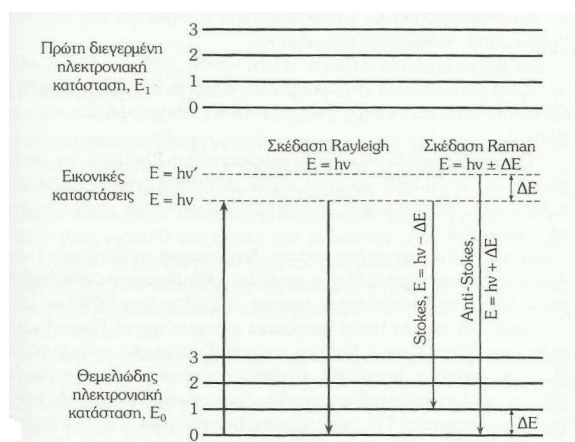 Πρώτη διεγερμένη
ηλεκτρονιακή
κατάσταση, E1
3
2
1
0
Σκέδαση Rayleigh
E = hν
Σκέδαση Raman
E = hν ± ΔE
Εικονικές
καταστάσεις
E = hν′
E = hν
ΔE
Stokes, E = hν − ΔE
Anti-Stokes,
E = hν + ΔE
Θεμελιώδης
ηλεκτρονιακή
κατάσταση, E0
3
2
1
0
ΔE